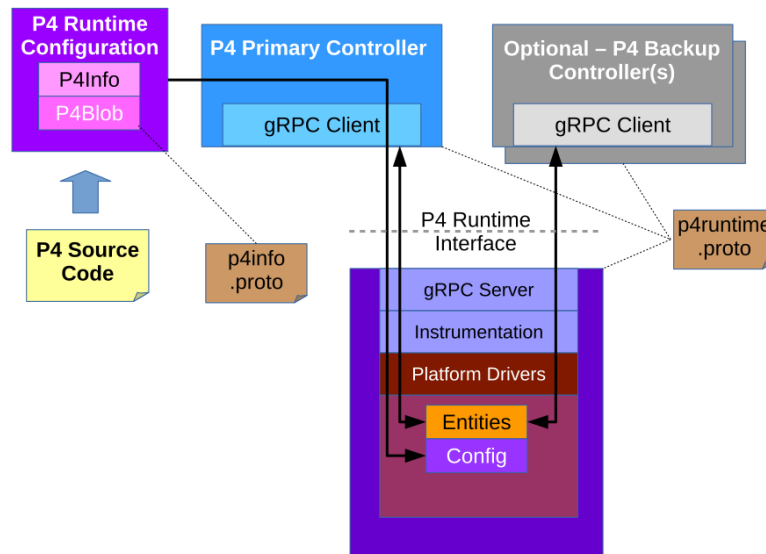 P4 Runtime
Configuration
P4Info
P4Blob
P4 Primary Controller
gRPC Client
Optional – P4 Backup
Controller(s)
gRPC Client
P4 Source
Code
p4info
.proto
P4 Runtime
Interface
p4runtime
.proto
gRPC Server
Instrumentation
Platform Drivers
Entities
Config